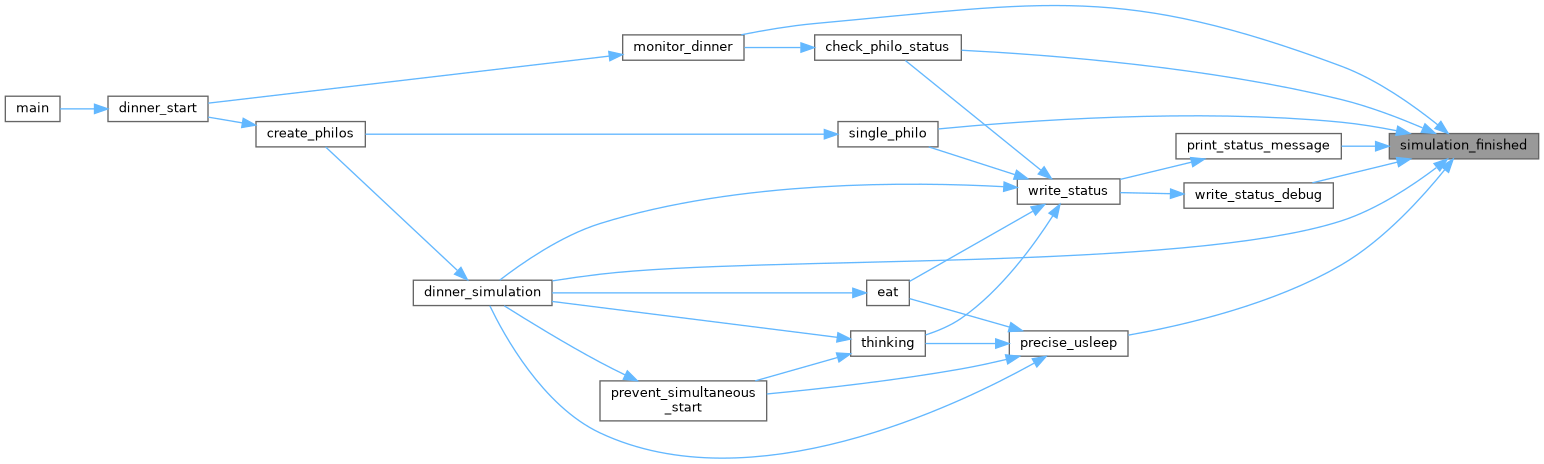 main
dinner_start
create_philos
monitor_dinner
check_philo_status
single_philo
simulation_finished
print_status_message
write_status
write_status_debug
dinner_simulation
eat
thinking
precise_usleep
prevent_simultaneous
_start